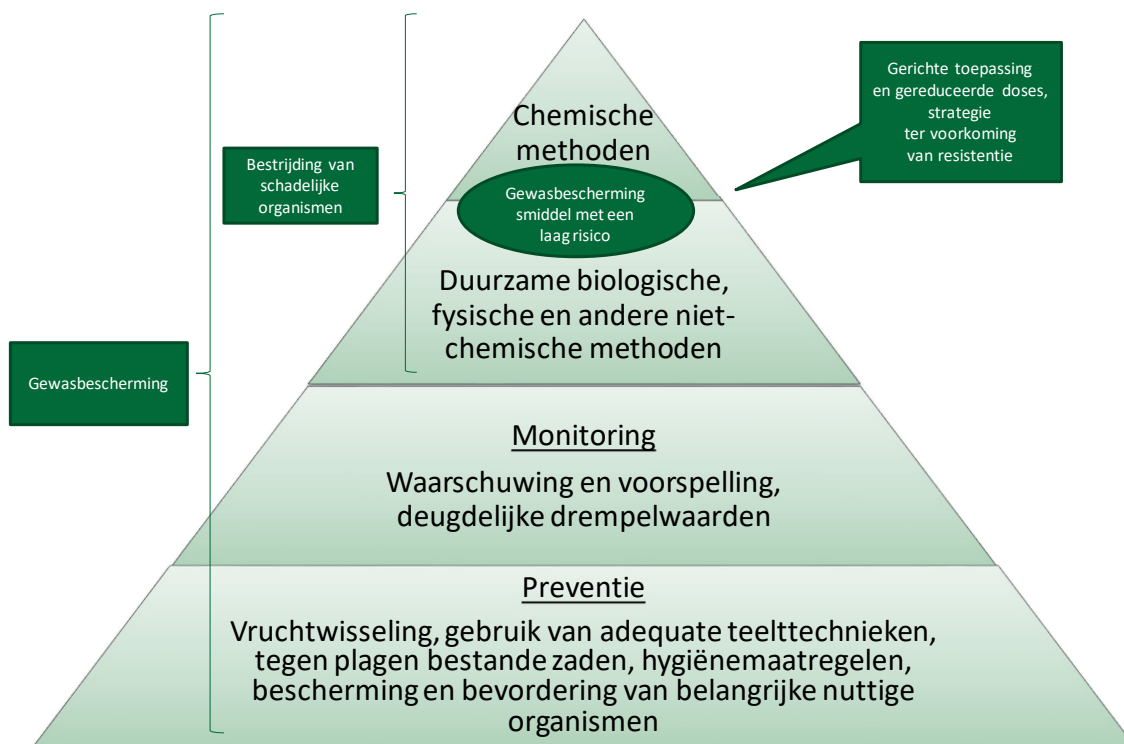 Chemische
methoden
Gerichte toepassing
en gereduceerde doses,
strategie
ter voorkoming
van resistentie
Bestrijding van
schadelijke
organismen
Gewasbescherming
smiddel met een
laag risico
Duurzame biologische,
fysische en andere niet-
chemische methoden
Gewasbescherming
Monitoring
Waarschuwing en voorspelling,
deugdelijke drempelwaarden
Preventie
Vruchtwisseling, gebruik van adequate teelttechnieken,
tegen plagen bestande zaden, hygiënemaatregelen,
bescherming en bevordering van belangrijke nuttige
organismen